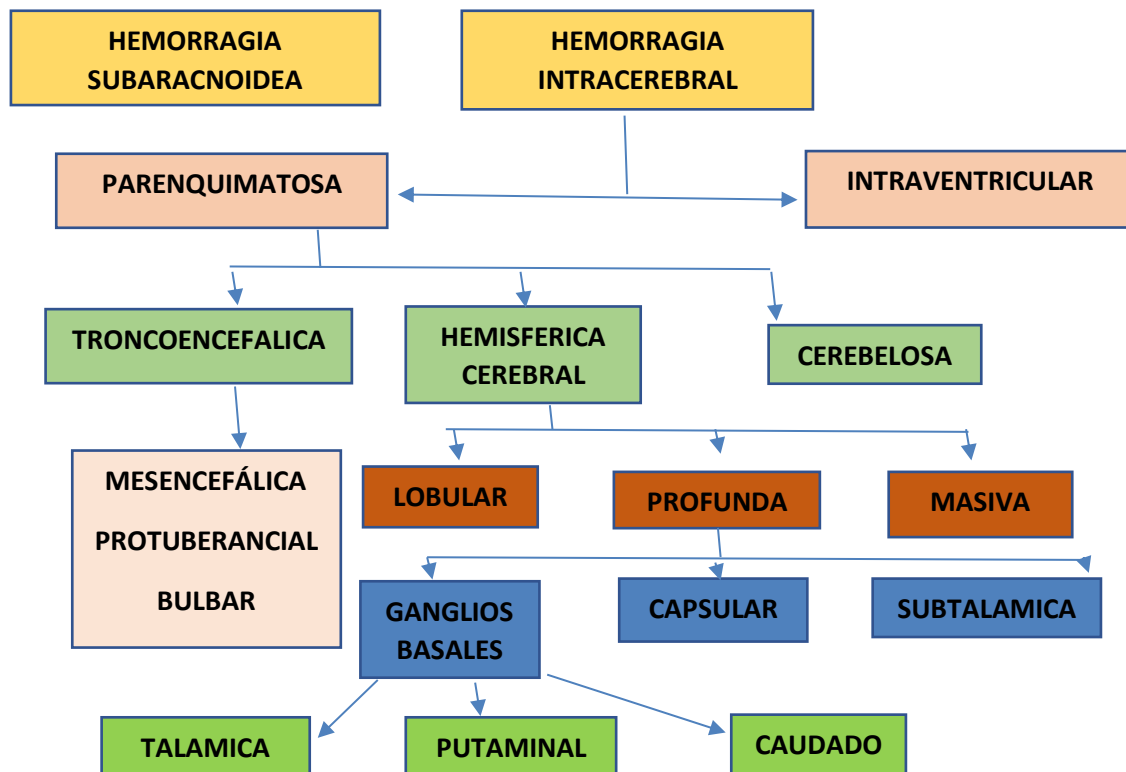 HEMORRAGIA
SUBARACNOIDEA
HEMORRAGIA
INTRACEREBRAL
PARENQUIMATOSA
INTRAVENTRICULAR
TRONCOENCEFALICA
HEMISFERICA
CEREBRAL
CEREBELOSA
MESENCEFÁLICA
PROTUBERANCIAL
BULBAR
LOBULAR
PROFUNDA
MASIVA
GANGLIOS
BASALES
CAPSULAR
SUBTALAMICA
TALAMICA
PUTAMINAL
CAUDADO